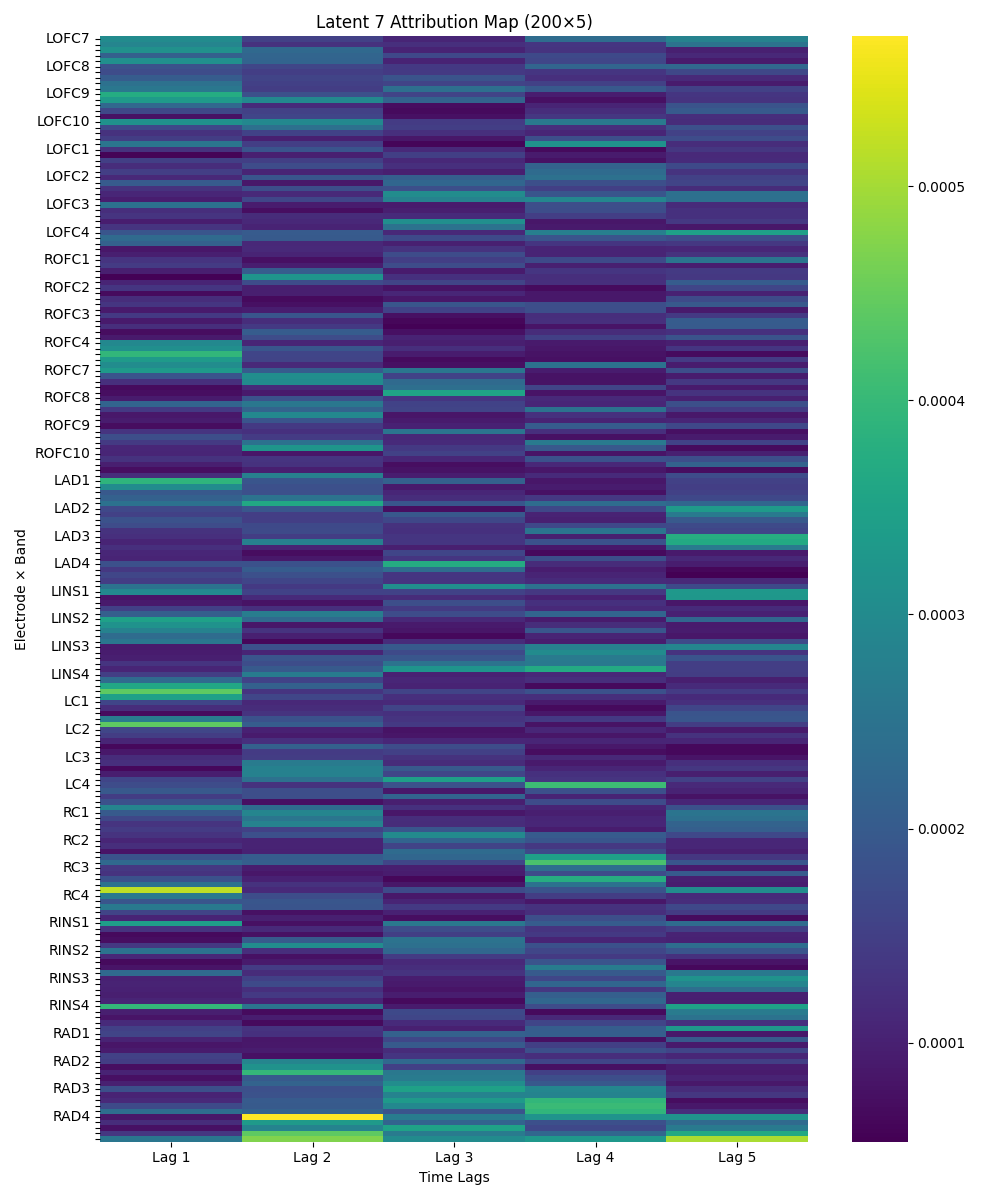 Latent 7 Attribution Map (200×5)
LOFC7
LOFC8
LOFC9
LOFC10
LOFC1
LOFC2
LOFC3
LOFC4
ROFC1
ROFC2
ROFC3
ROFC4
ROFC7
ROFC8
ROFC9
ROFC10
LAD1
LAD2
LAD3
LAD4
LINS1
LINS2
LINS3
LINS4
LC1
LC2
LC3
LC4
RC1
RC2
RC3
RC4
RINS1
RINS2
RINS3
RINS4
RAD1
RAD2
RAD3
RAD4
Electrode × Band
Lag 1
Lag 2
Lag 3
Lag 4
Lag 5
Time Lags
0.0005
0.0004
0.0003
0.0002
0.0001